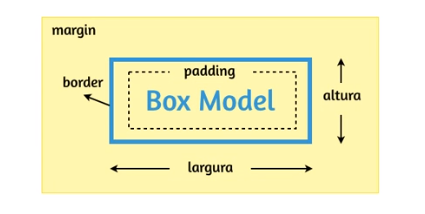 margin
padding
border
Box Model
altura
largura